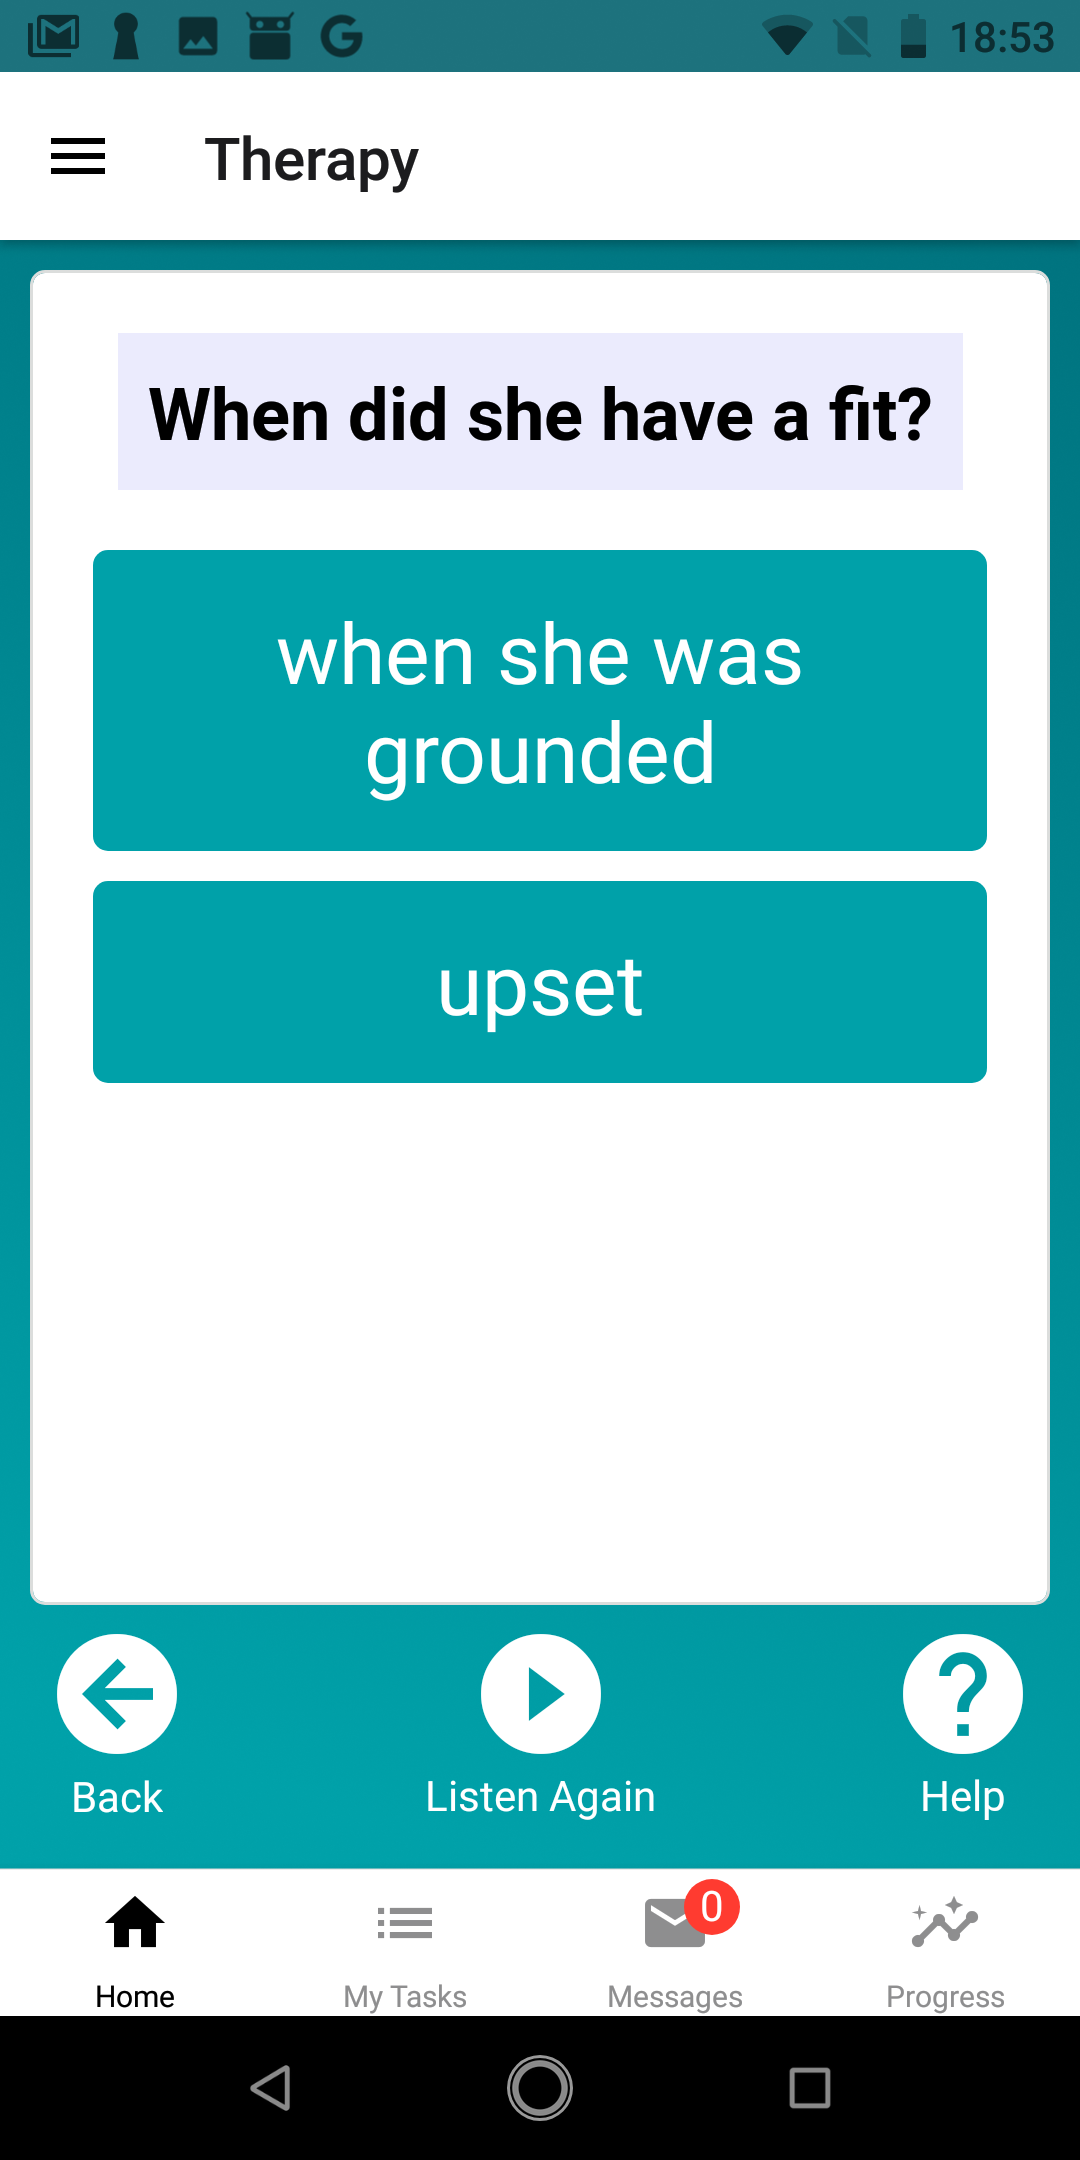 18:53
Therapy
When did she have a fit?
when she was
grounded
upset
Back
Listen Again
Help
0
Home
My Tasks
Messages
Progress